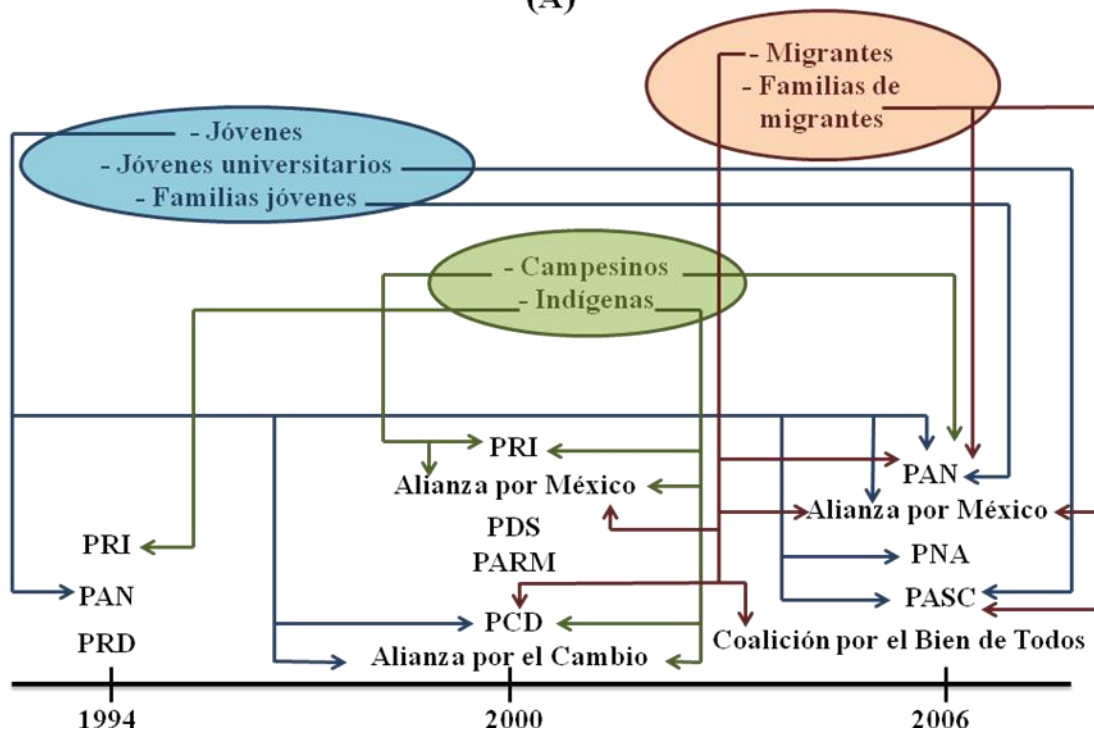 (A)
- Migrantes
- Familias de
migrantes
- Jóvenes
- Jóvenes universitarios
- Familias jóvenes
- Campesinos
- Indígenas
PRI
PAN
PRD
PRI
Alianza por México
PDS
PARM
PCD
Alianza por el Cambio
PAN
Alianza por México
PNA
PASC
Coalición por el Bien de Todos
1994
2000
2006